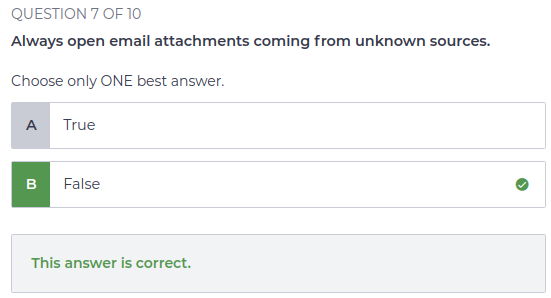 QUESTION 7 OF 10
Always open email attachments coming from unknown sources.
Choose only ONE best answer.
A True
B False
This answer is correct.